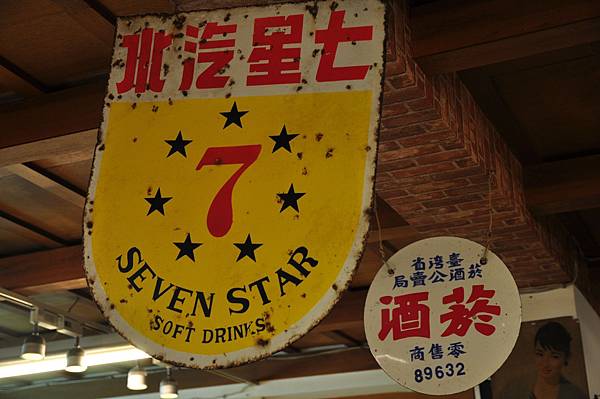 七星汽水
7
SEVEN STAR
SOFT DRINKS
臺灣省
菸酒公賣局
菸酒
零售商
89632